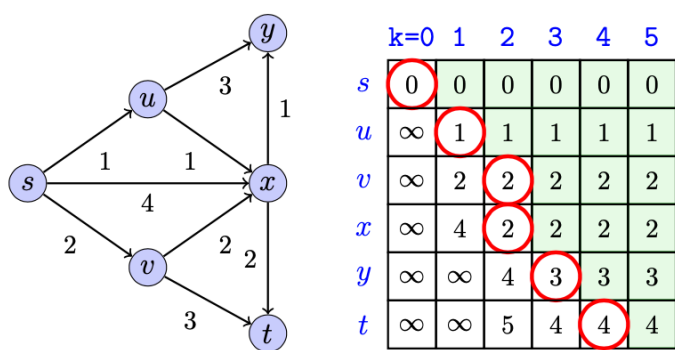 y
3
u
1
1
1
s
4
x
2
2
2
v
3
t
k=0 1 2 3 4 5
s 0 0 0 0 0 0
u ∞ 1 1 1 1 1
v ∞ 2 2 2 2 2
x ∞ 4 2 2 2 2
y ∞ ∞ 4 3 3 3
t ∞ ∞ 5 4 4 4